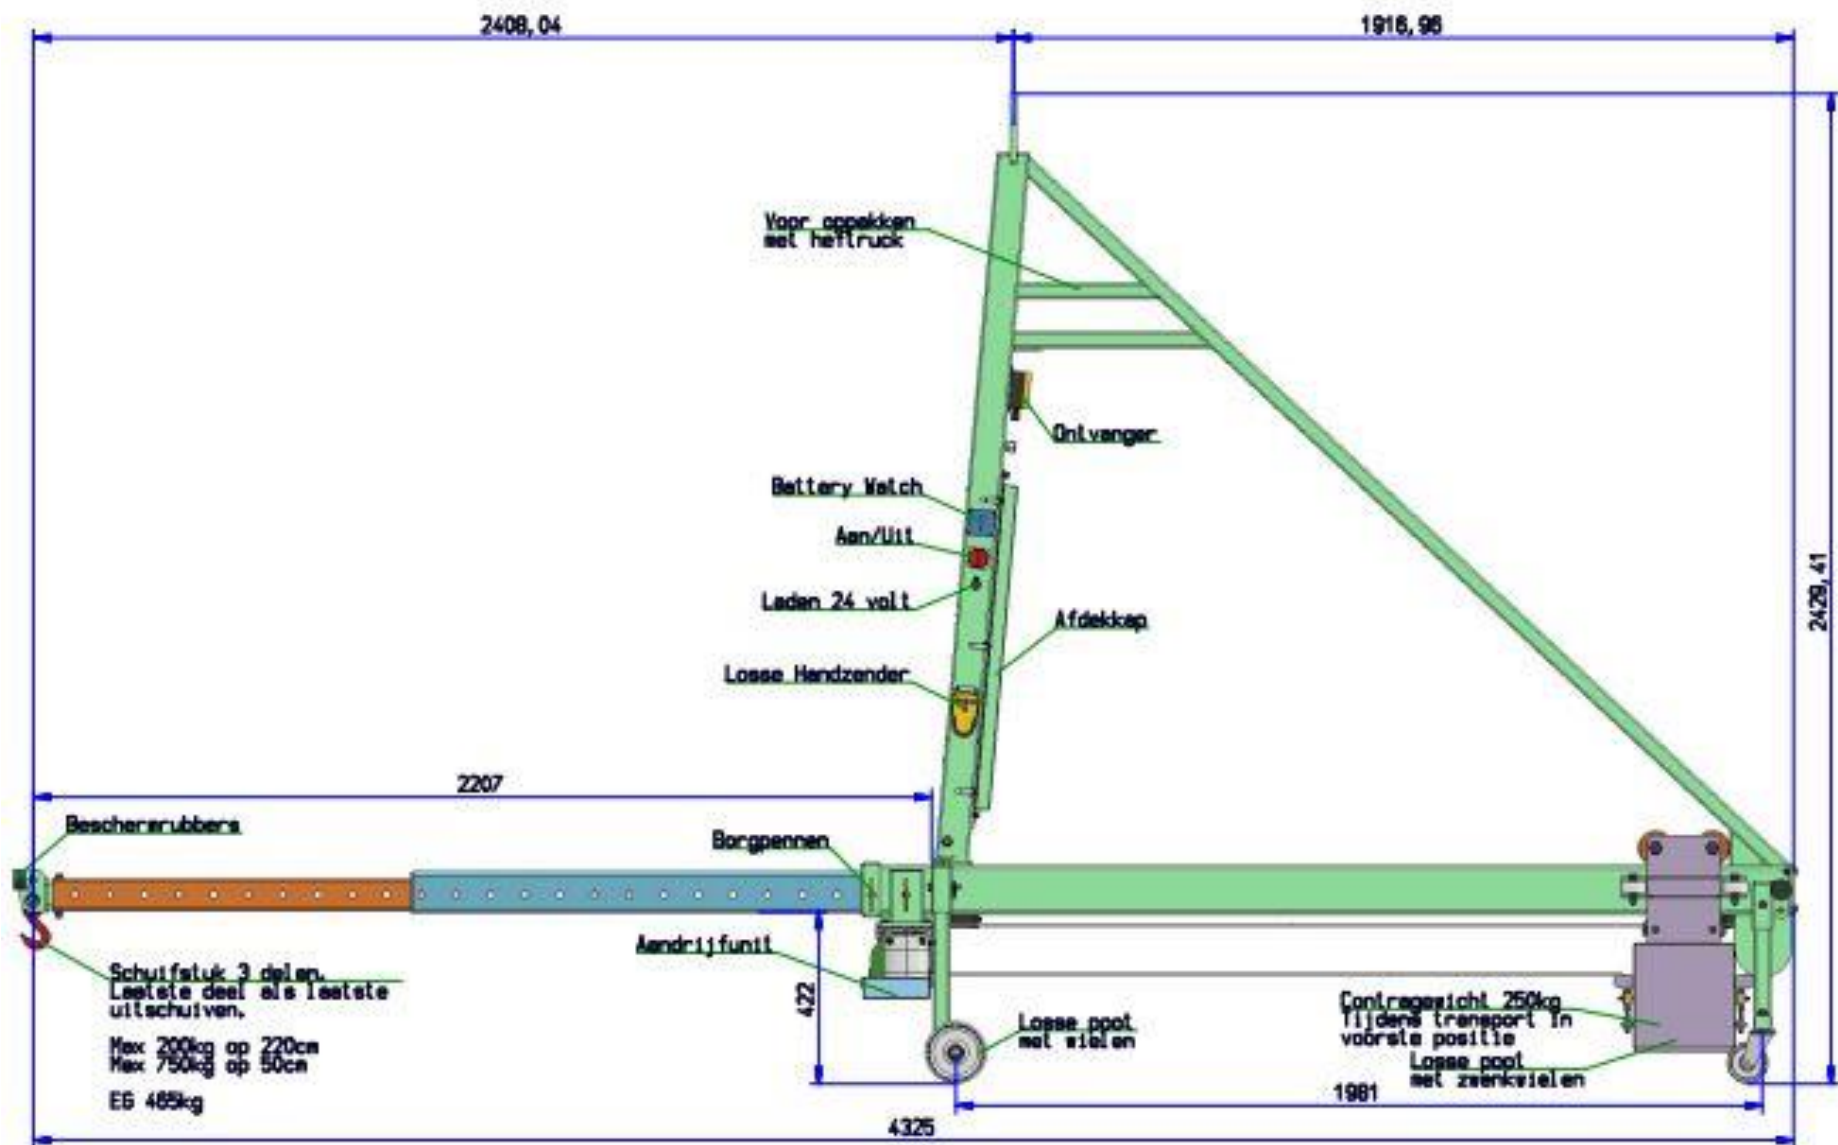 2408,04
1916,96
Voor oppakken
met heftruck
Ontvanger
Battery Watch
Aan/Uit
Laden 24 volt
Afdekkap
Losse Handzender
2429,41
2207
Beschermrubbers
Borgpennen
Aandrijfunit
422
Schuifstuk 3 delen.
Laatste deel als laatste
uitschuiven.
Max 200kg op 220cm
Max 750kg op 50cm
EG 465kg
Losse poot
met wielen
Contragewicht 250kg
Tijdens transport in
voorste positie
Losse poot
met zwenkwielen
1981
4325